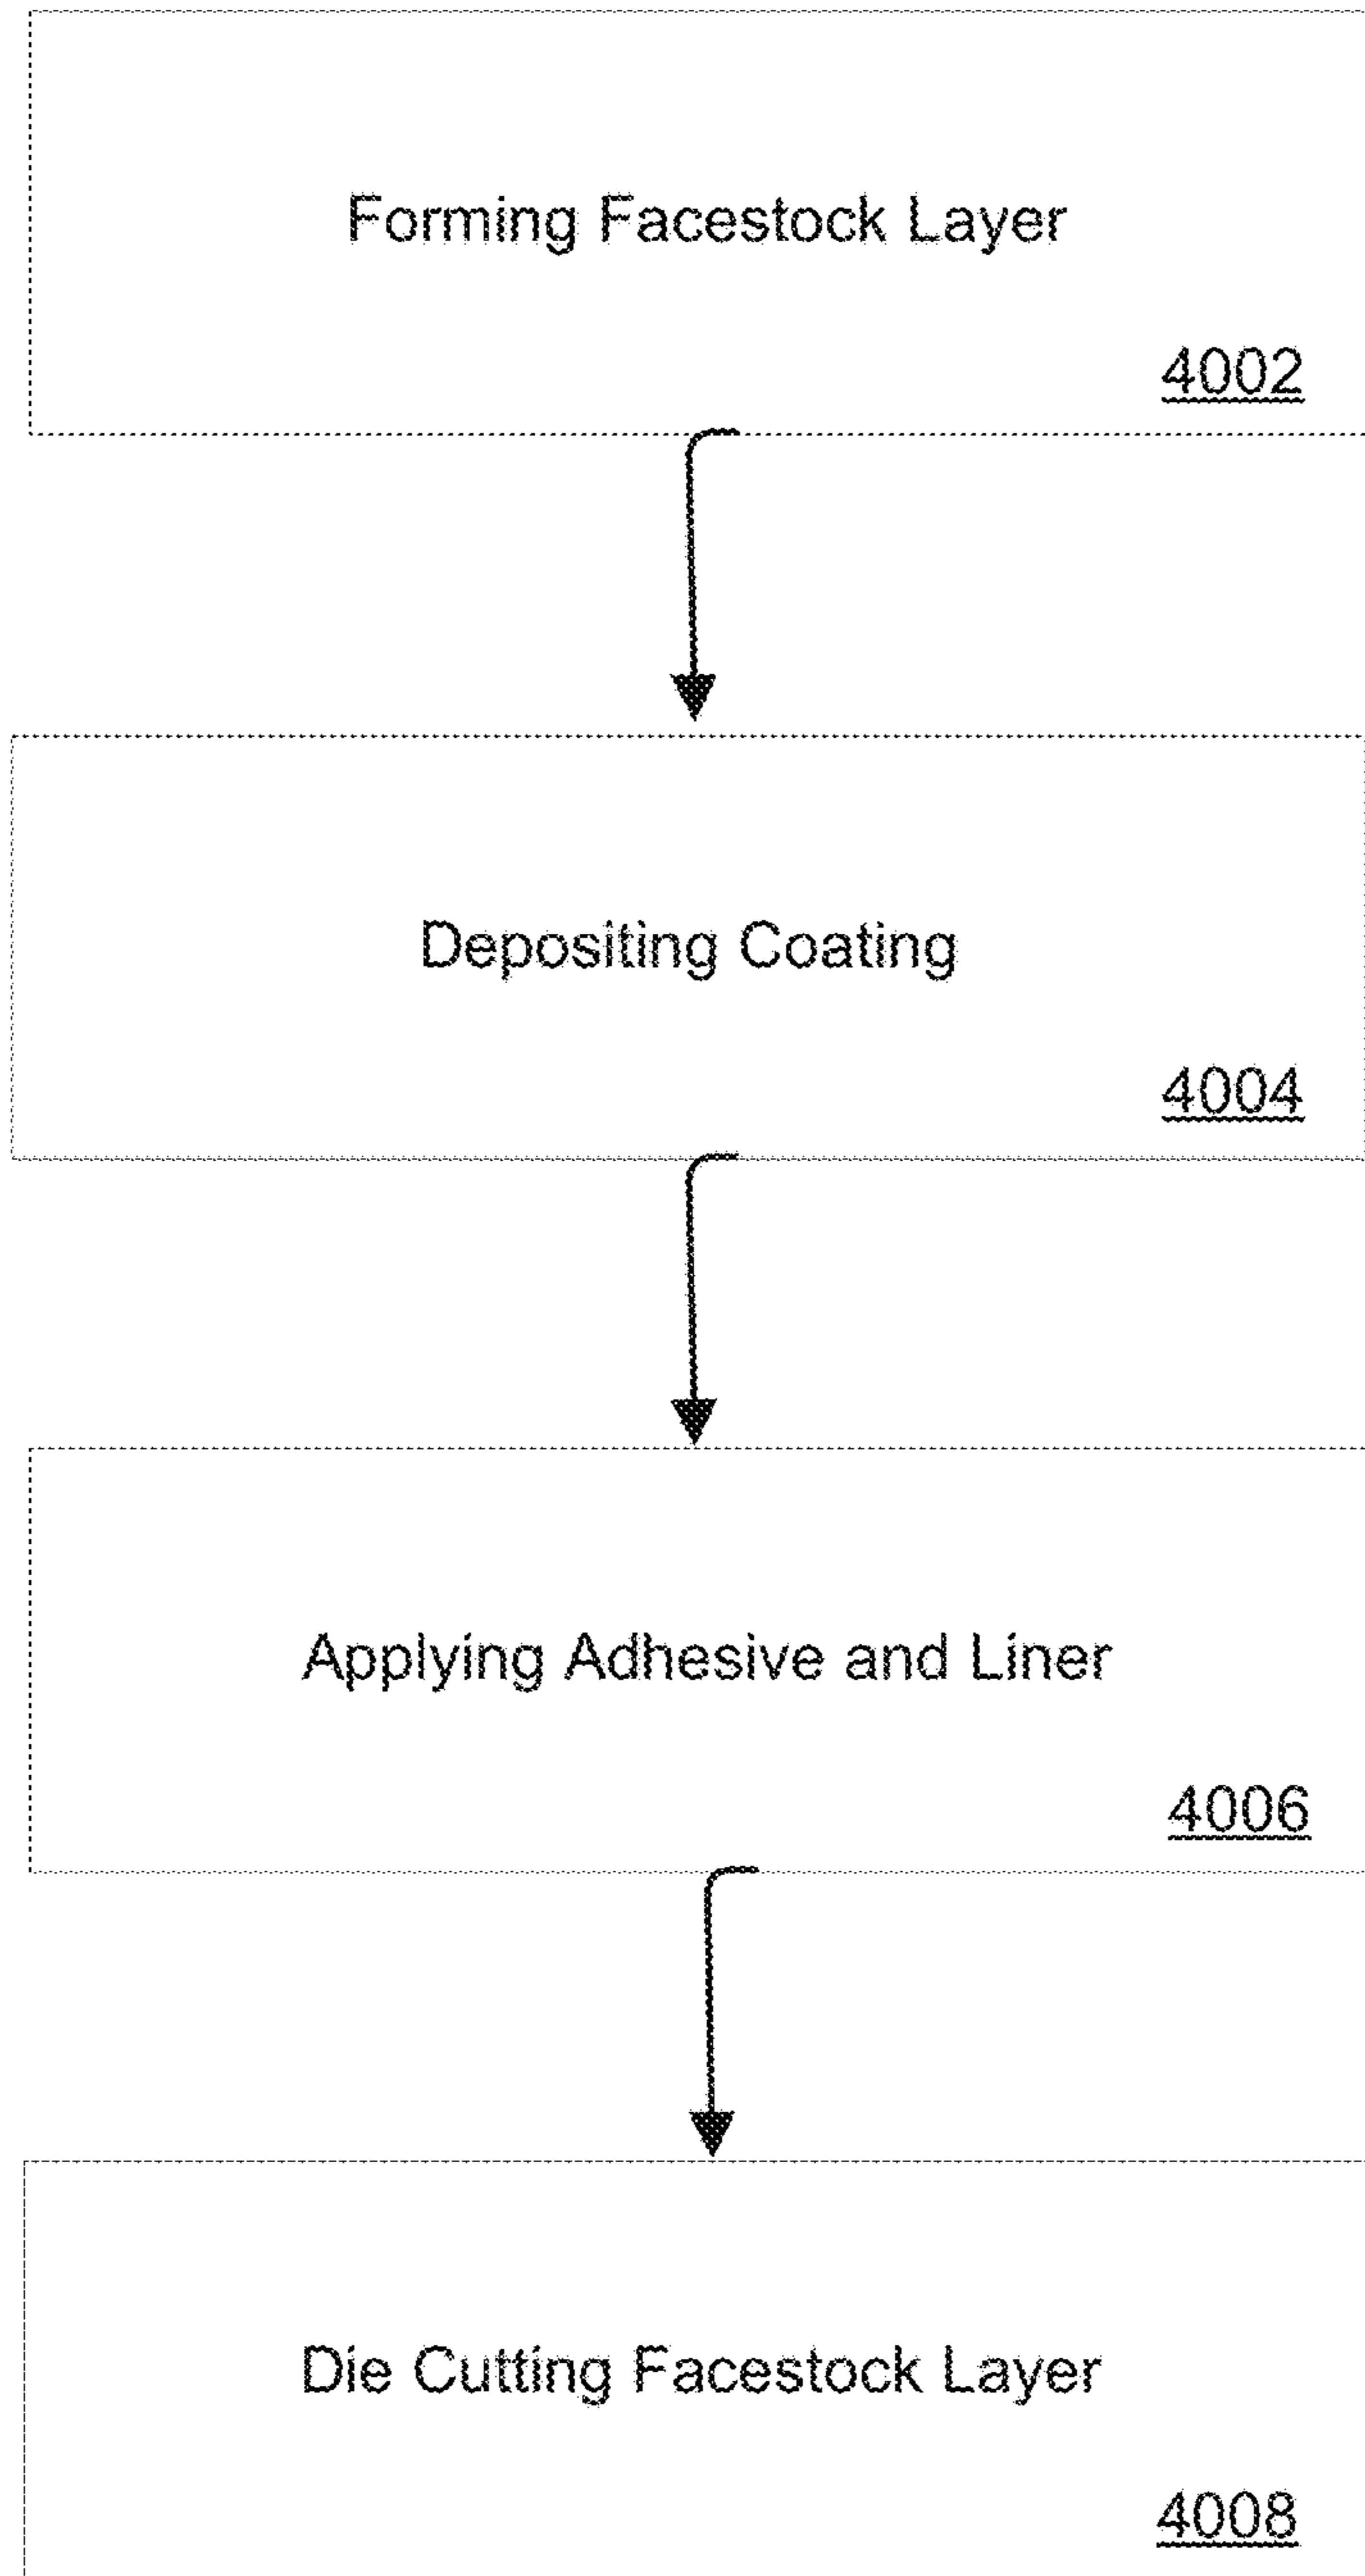 Forming Facestock Layer
4002
Depositing Coating
4004
Applying Adhesive and Liner
4006
Die Cutting Facestock Layer
4008